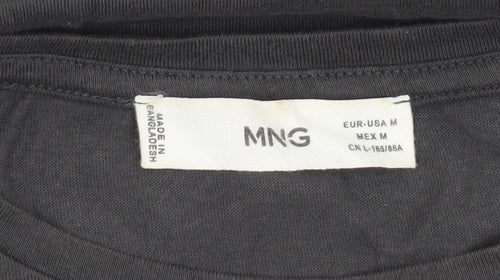 MADE IN
BANGLADESH
MNG
EUR-USA M
MEX M
CN L-165/88A